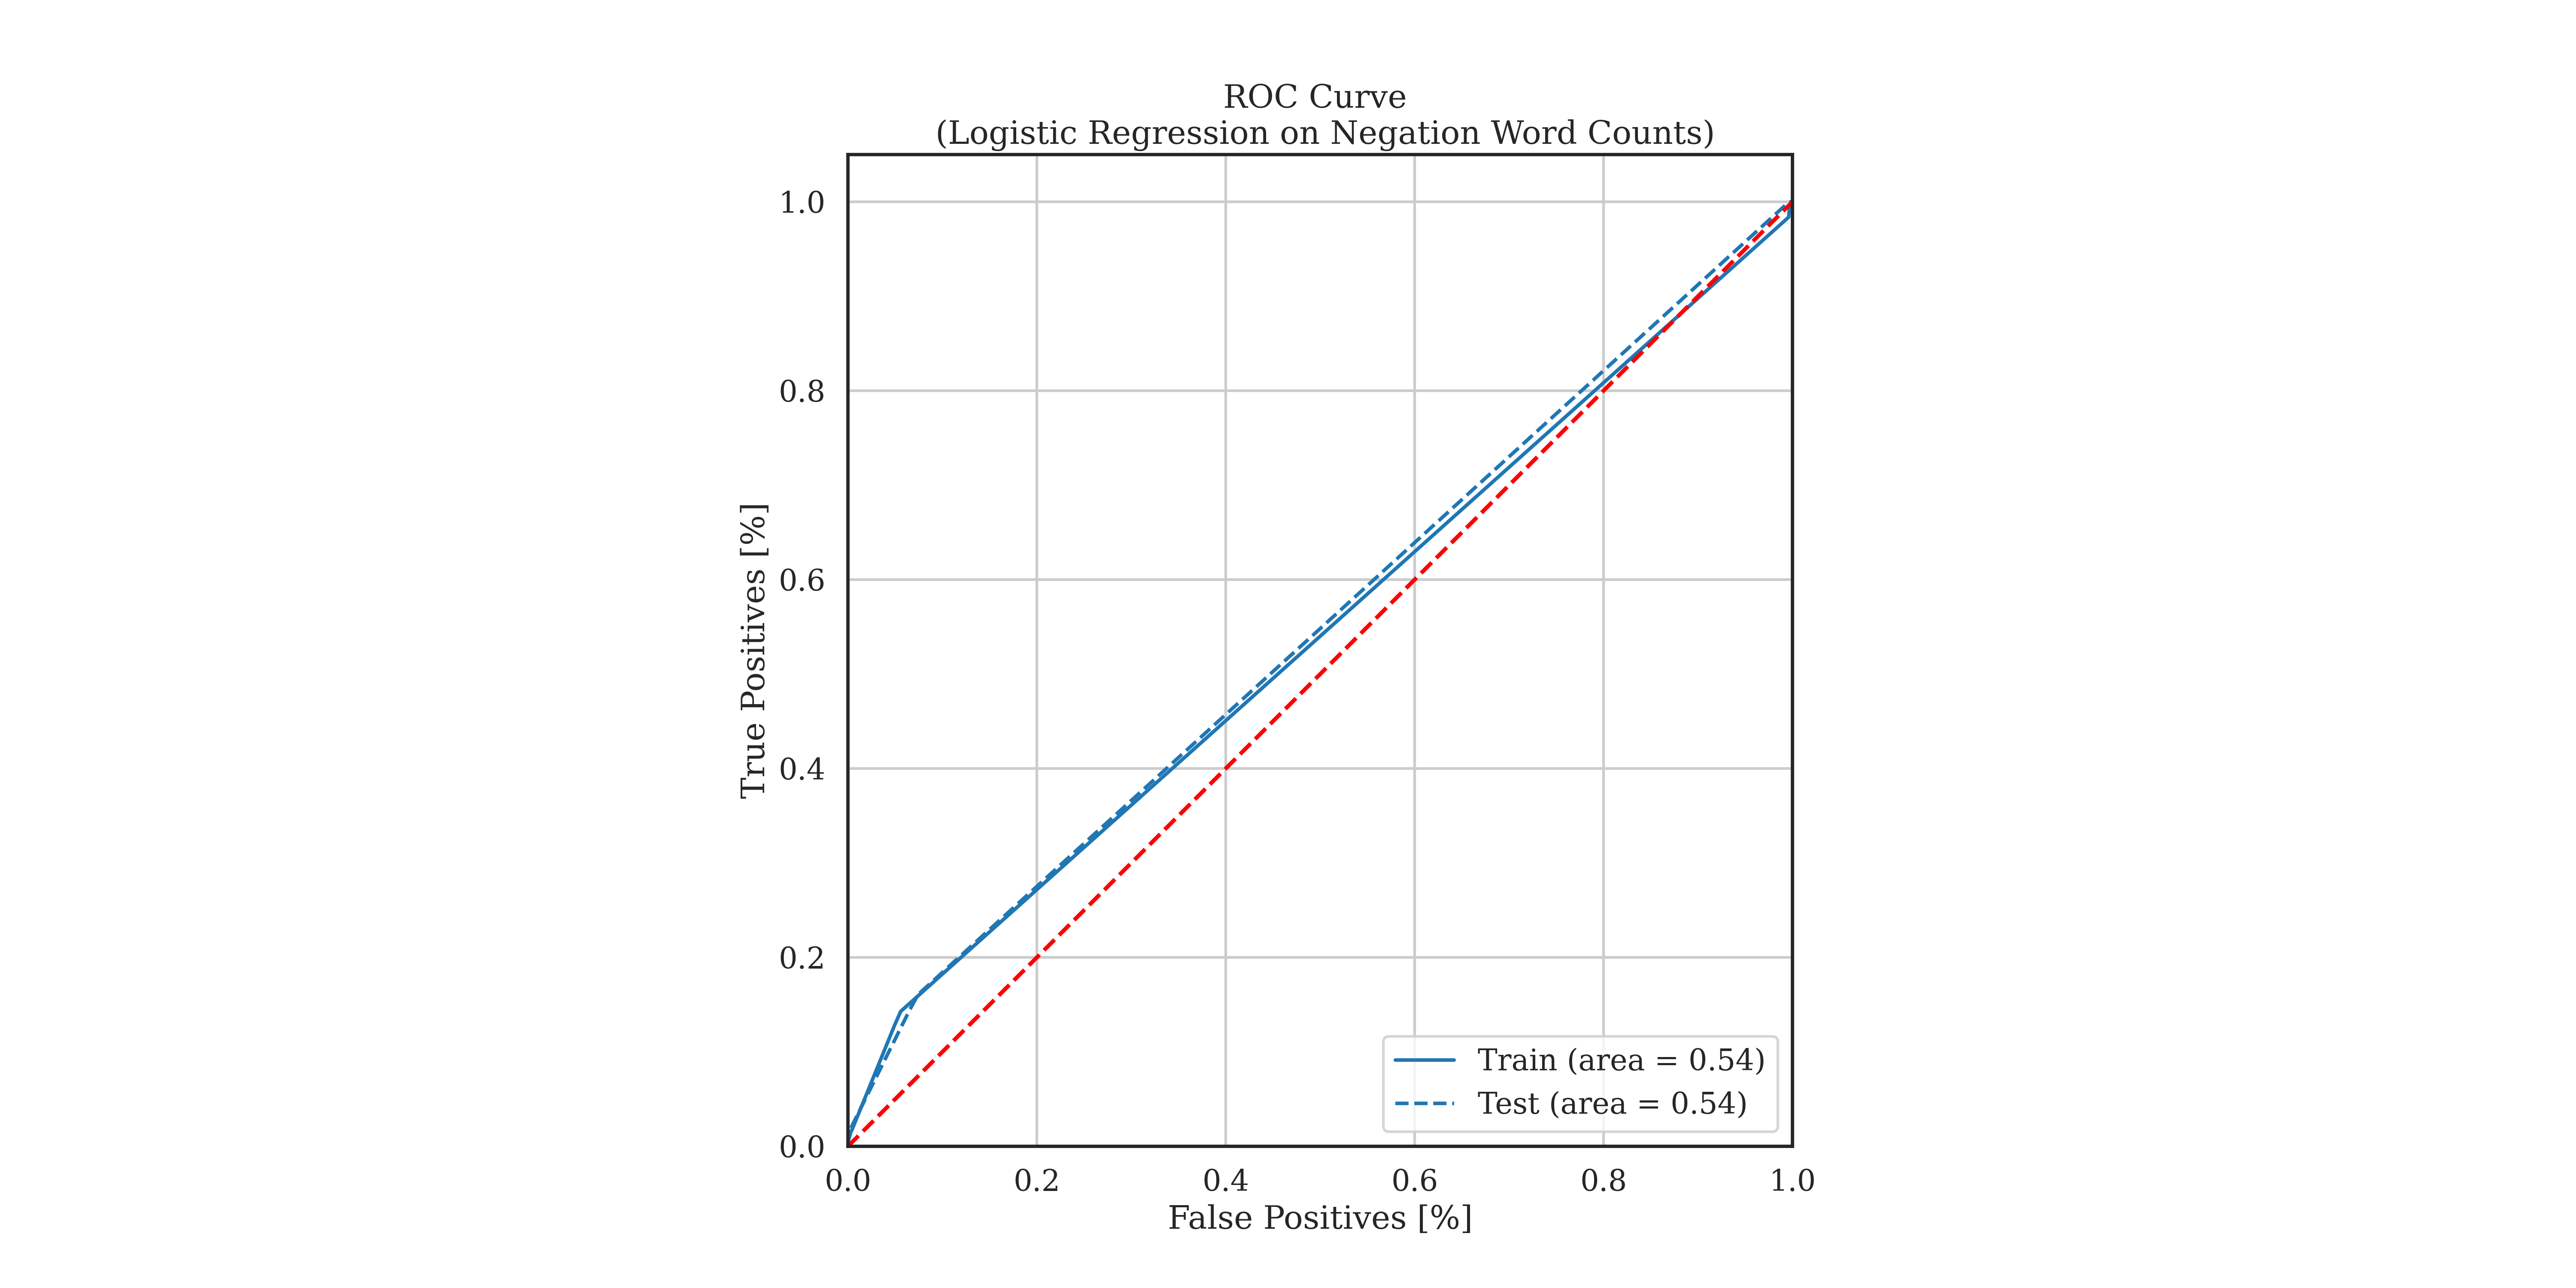 ROC Curve
(Logistic Regression on Negation Word Counts)
True Positives [%]
1.0
0.8
0.6
0.4
0.2
0.0
Train (area = 0.54)
Test (area = 0.54)
0.0 0.2 0.4 0.6 0.8 1.0
False Positives [%]